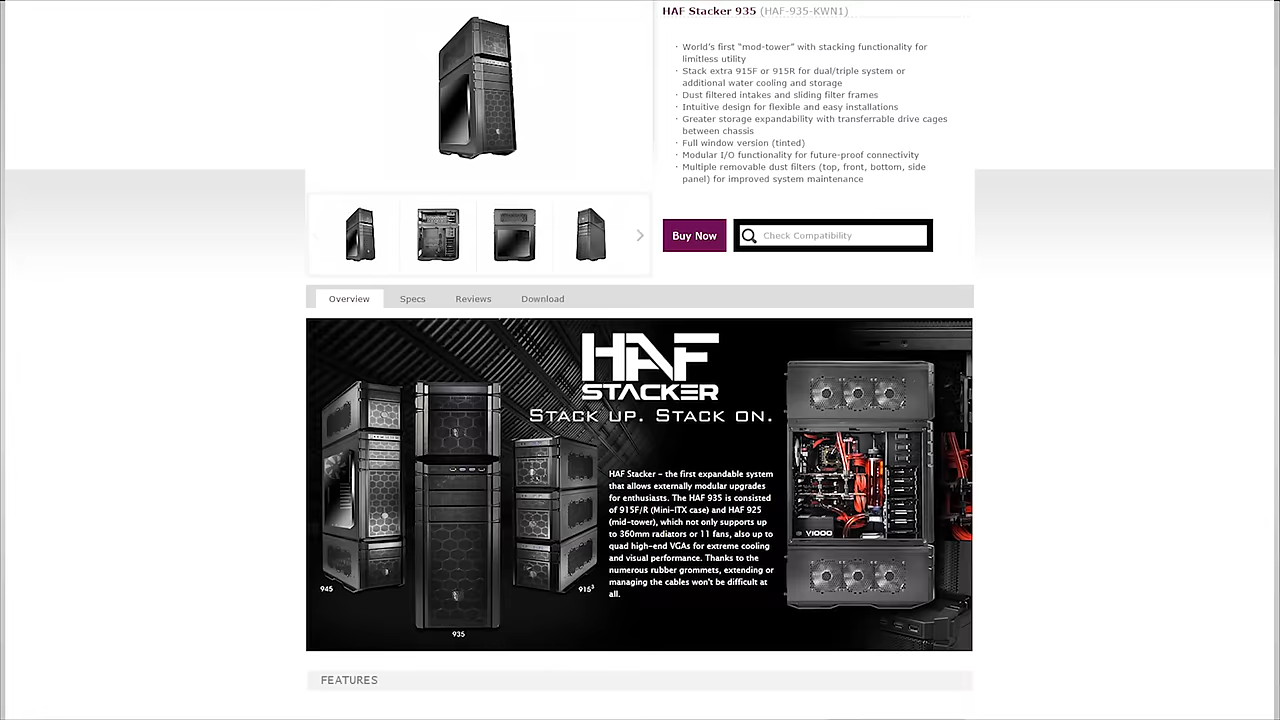 HAF Stacker 935 (HAF-935-KWN1)
· World's first "mod-tower" with stacking functionality for
limitless utility
· Stack extra 915F or 915R for dual/triple system or
additional water cooling and storage
· Dust filtered intakes and sliding filter frames
· Intuitive design for flexible and easy installations
· Greater storage expandability with transferrable drive cages
between chassis
· Full window version (tinted)
· Modular I/O functionality for future-proof connectivity
· Multiple removable dust filters (top, front, bottom, side
panel) for improved system maintenance
Buy Now
Check Compatibility
Overview Specs Reviews Download
HAF
STACKER
STACK UP. STACK ON.
HAF Stacker - the first expandable system
that allows externally modular upgrades
for enthusiasts. The HAF 935 is consisted
of 915F/R (Mini-ITX case) and HAF 925
(mid-tower), which not only supports up
to 360mm radiators or 11 fans, also up to
quad high-end VGAs for extreme cooling
and visual performance. Thanks to the
numerous rubber grommets, extending or
managing the cables won't be difficult at
all.
V1000
945
935
915³
FEATURES